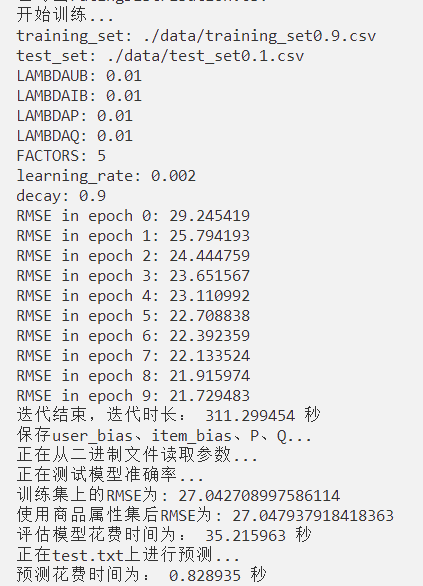 开始训练...
training_set: ./data/training_set0.9.csv
test_set: ./data/test_set0.1.csv
LAMBDAUB: 0.01
LAMBDAIB: 0.01
LAMBDAP: 0.01
LAMBDAQ: 0.01
FACTORS: 5
learning_rate: 0.002
decay: 0.9
RMSE in epoch 0: 29.245419
RMSE in epoch 1: 25.794193
RMSE in epoch 2: 24.444759
RMSE in epoch 3: 23.651567
RMSE in epoch 4: 23.110992
RMSE in epoch 5: 22.708838
RMSE in epoch 6: 22.392359
RMSE in epoch 7: 22.133524
RMSE in epoch 8: 21.915974
RMSE in epoch 9: 21.729483
迭代结束，迭代时长： 311.299454 秒
保存user_bias、item_bias、P、Q...
正在从二进制文件读取参数...
正在测试模型准确率...
训练集上的RMSE为: 27.042708997586114
使用商品属性集后RMSE为: 27.047937918418363
评估模型花费时间为： 35.215963 秒
正在test.txt上进行预测...
预测花费时间为： 0.828935 秒